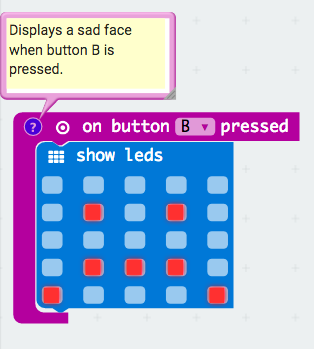 Displays a sad face
when button B is
pressed.
? on button B pressed
show leds